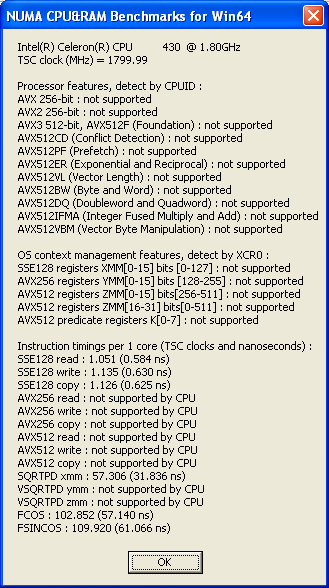 NUMA CPU&RAM Benchmarks for Win64
Intel(R) Celeron(R) CPU 430 @ 1.80GHz
TSC clock (MHz) = 1799.99
Processor features, detect by CPUID :
AVX 256-bit : not supported
AVX2 256-bit : not supported
AVX3 512-bit, AVX512F (Foundation) : not supported
AVX512CD (Conflict Detection) : not supported
AVX512PF (Prefetch) : not supported
AVX512ER (Exponential and Reciprocal) : not supported
AVX512VL (Vector Length) : not supported
AVX512BW (Byte and Word) : not supported
AVX512DQ (Doubleword and Quadword) : not supported
AVX512IFMA (Integer Fused Multiply and Add) : not supported
AVX512VBM (Vector Byte Manipulation) : not supported
OS context management features, detect by XCR0 :
SSE128 registers XMM[0-15] bits [0-127] : not supported
AVX256 registers YMM[0-15] bits [128-255] : not supported
AVX512 registers ZMM[0-15] bits[256-511] : not supported
AVX512 registers ZMM[16-31] bits[0-511] : not supported
AVX512 predicate registers K[0-7] : not supported
Instruction timings per 1 core (TSC clocks and nanoseconds) :
SSE128 read : 1.051 (0.584 ns)
SSE128 write : 1.135 (0.630 ns)
SSE128 copy : 1.126 (0.625 ns)
AVX256 read : not supported by CPU
AVX256 write : not supported by CPU
AVX256 copy : not supported by CPU
AVX512 read : not supported by CPU
AVX512 write : not supported by CPU
AVX512 copy : not supported by CPU
SQRTPD xmm : 57.306 (31.836 ns)
VSQRTPD ymm : not supported by CPU
VSQRTPD zmm : not supported by CPU
FCOS : 102.852 (57.140 ns)
FSINCOS : 109.920 (61.066 ns)
OK